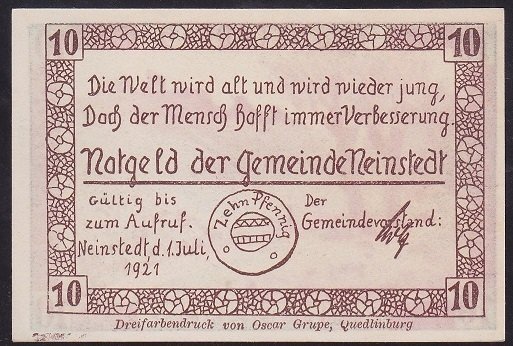 10 10
Die Welt wird alt und wird wieder jung,
Doch der Mensch hofft immer Verbesserung.
Notgeld der Gemeinde Neinstedt
Gültig bis
zum Aufruf.
Neinstedt, d. 1. Juli,
1921
Zehn Pfennig
Der
Gemeindevorstand:
10 10
Dreifarbendruck von Oscar Grupe, Quedlinburg